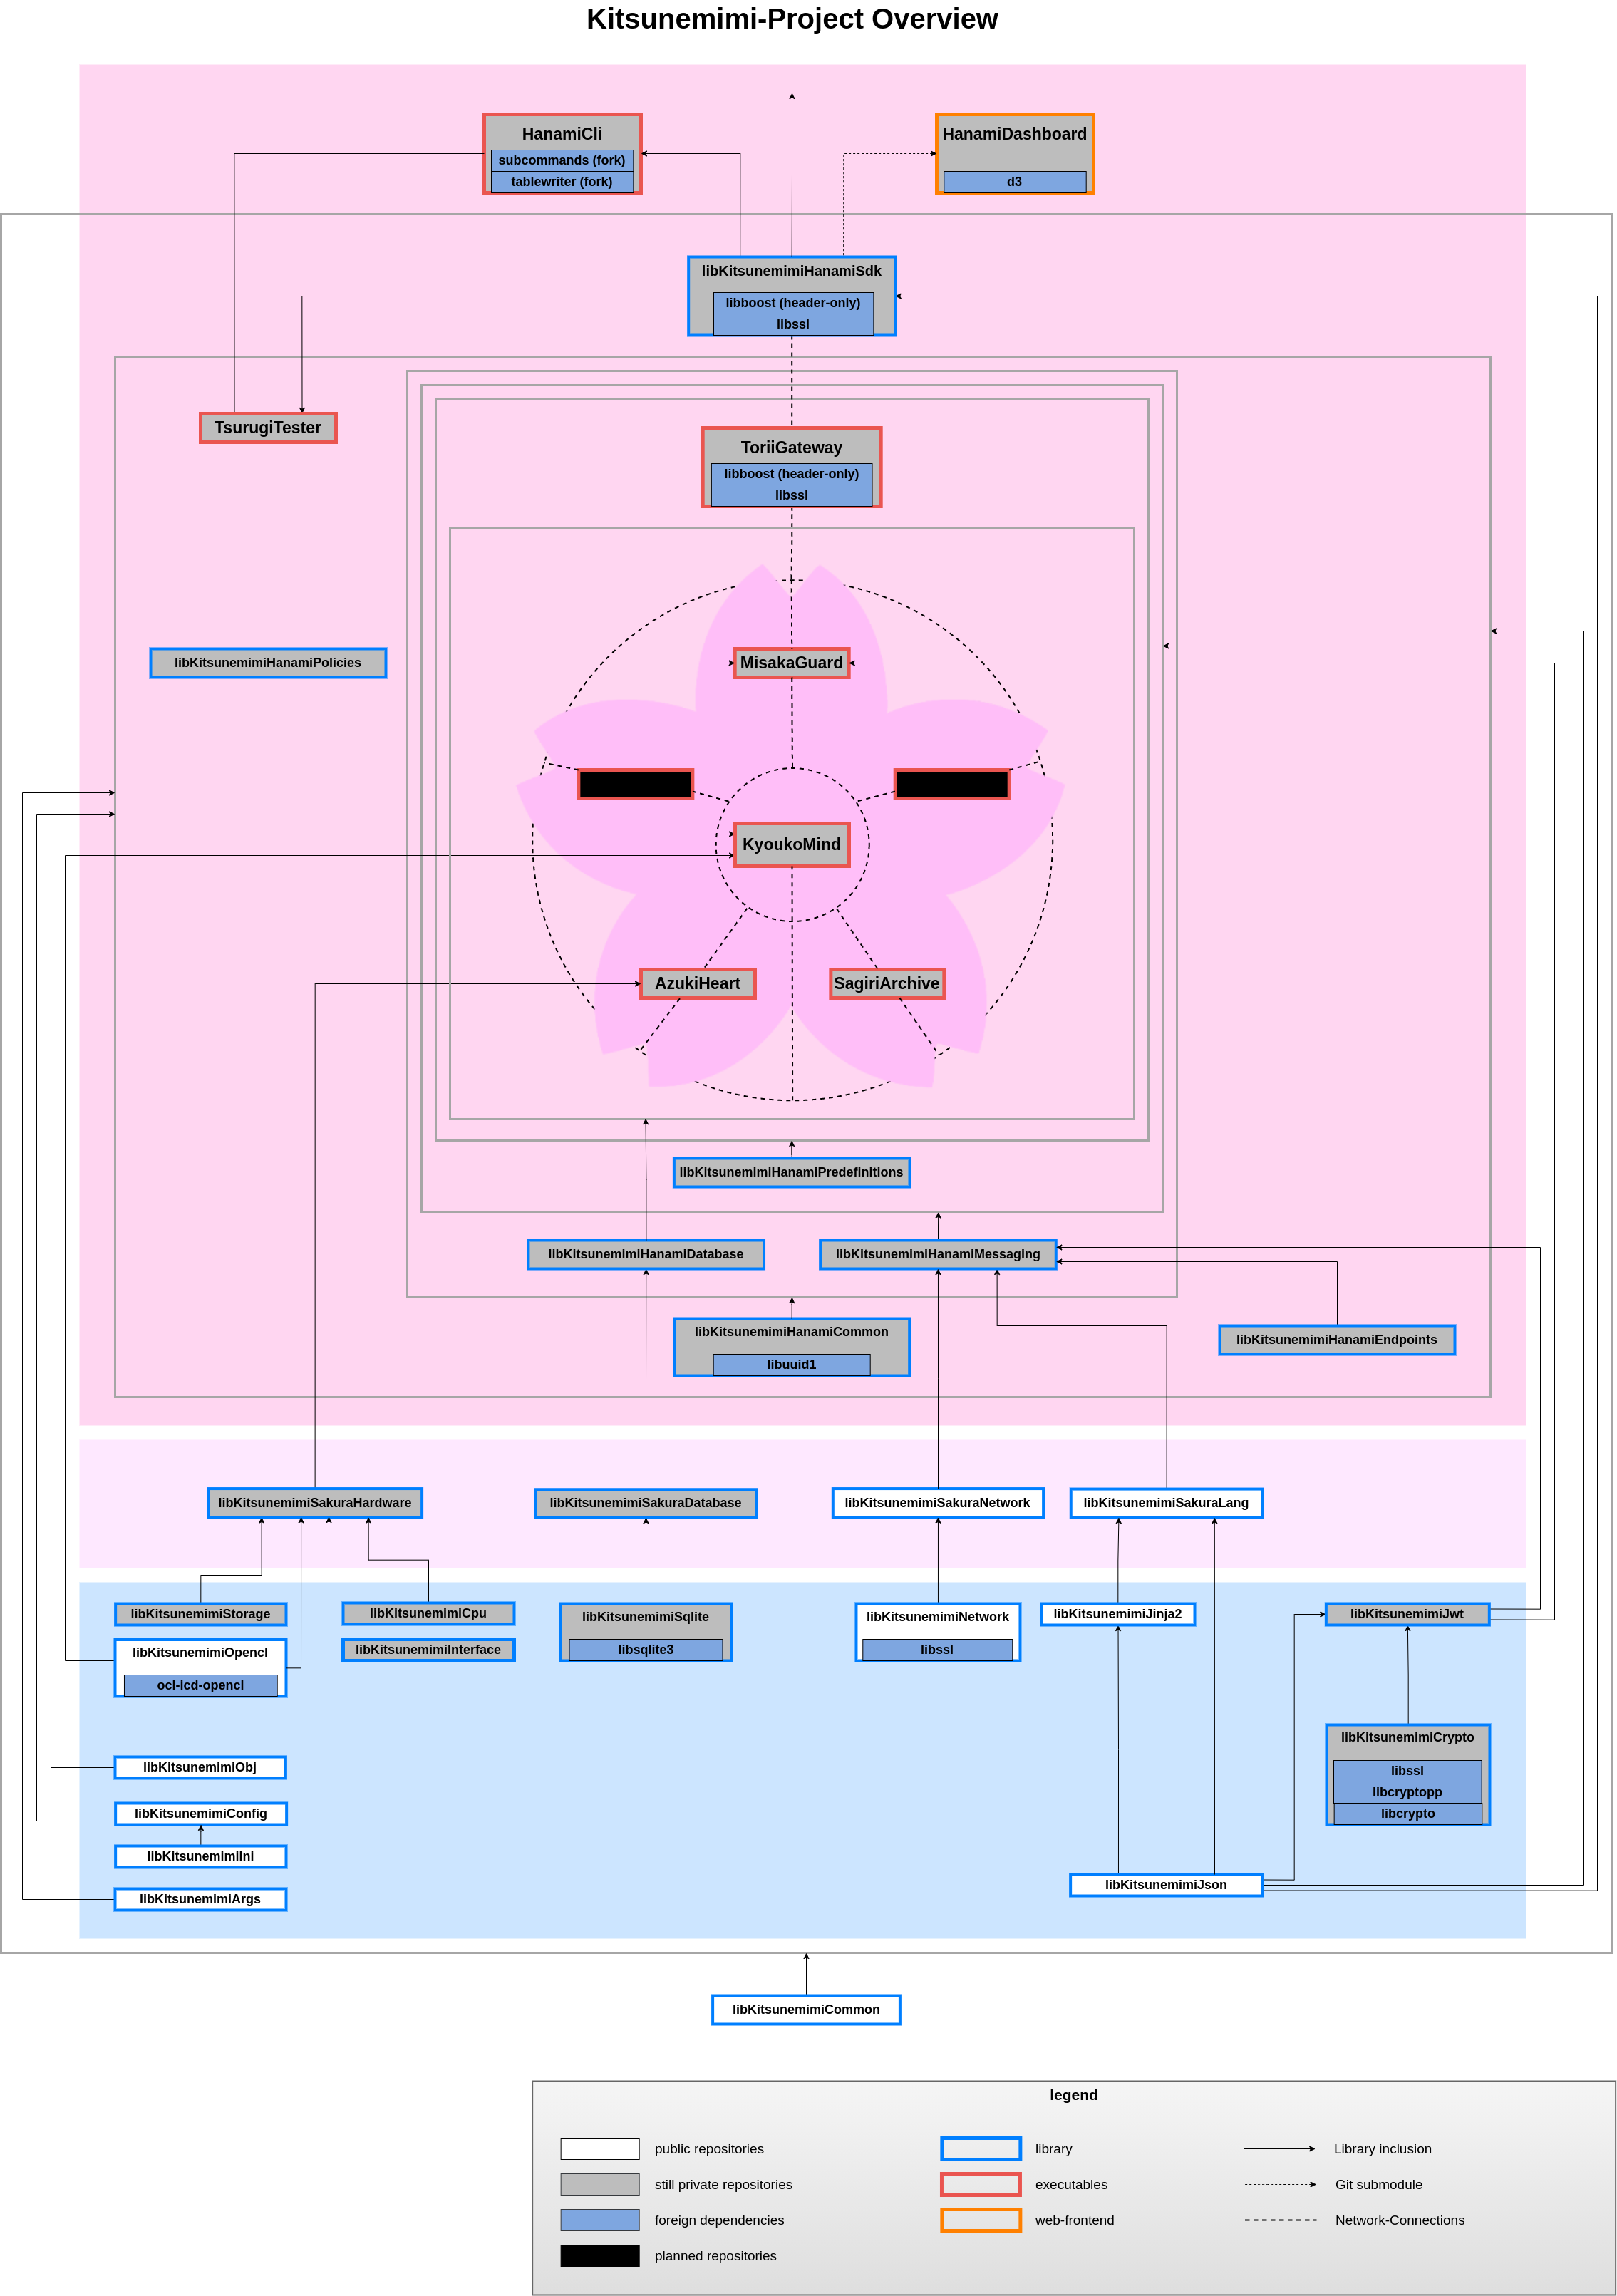 Kitsunemimi-Project Overview
HanamiCli
subcommands (fork)
tablewriter (fork)
HanamiDashboard
d3
libKitsunemimiHanamiSdk
libboost (header-only)
libssl
TsurugiTester
ToriiGateway
libboost (header-only)
libssl
libKitsunemimiHanamiPolicies
MisakaGuard
KyoukoMind
AzukiHeart
SagiriArchive
libKitsunemimiHanamiPredefinitions
libKitsunemimiHanamiDatabase
libKitsunemimiHanamiMessaging
libKitsunemimiHanamiCommon
libuuid1
libKitsunemimiHanamiEndpoints
libKitsunemimiSakuraHardware
libKitsunemimiSakuraDatabase
libKitsunemimiSakuraNetwork
libKitsunemimiSakuraLang
libKitsunemimiStorage
libKitsunemimiCpu
libKitsunemimiSqlite
libsqlite3
libKitsunemimiNetwork
libssl
libKitsunemimiJinja2
libKitsunemimiJwt
libKitsunemimiOpencl
ocl-icd-opencl
libKitsunemimiInterface
libKitsunemimiCrypto
libssl
libcryptopp
libcrypto
libKitsunemimiObj
libKitsunemimiConfig
libKitsunemimiIni
libKitsunemimiArgs
libKitsunemimiJson
libKitsunemimiCommon
legend
public repositories
library
Library inclusion
still private repositories
executables
Git submodule
foreign dependencies
web-frontend
Network-Connections
planned repositories